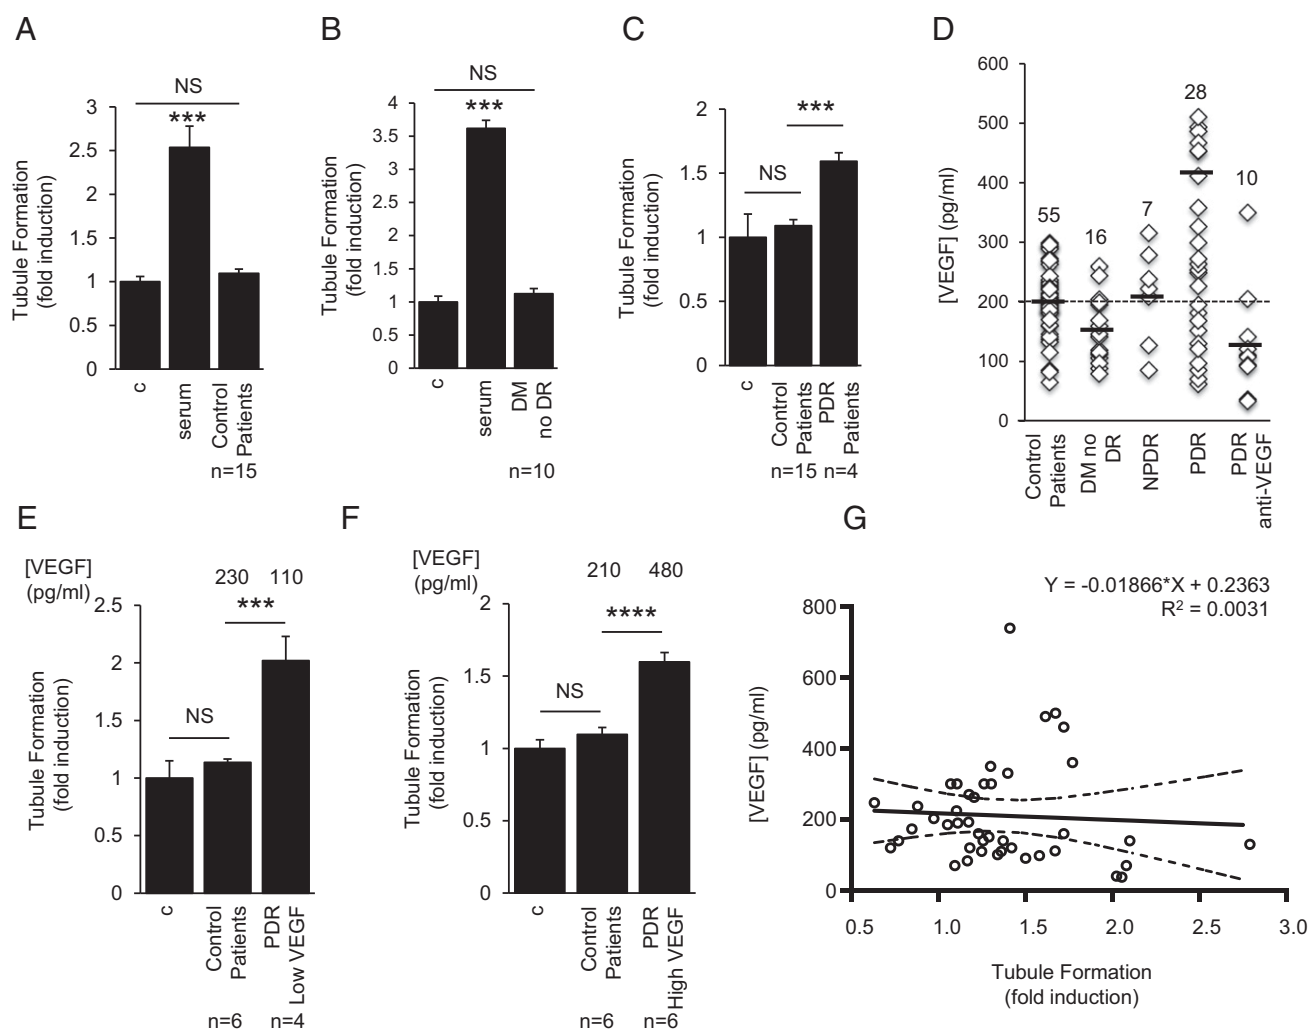 A
NS
***
3
2.5
2
1.5
1
0.5
0
Tubule Formation
(fold induction)
c
serum
Control
Patients
n=15
B
NS
***
4
3.5
3
2.5
2
1.5
1
0.5
0
Tubule Formation
(fold induction)
c
serum
DM
no DR
n=10
C
***
NS
2
1.5
1
0.5
0
Tubule Formation
(fold induction)
c
Control
Patients
PDR
Patients
n=15 n=4
D
600
500
400
300
200
100
0
[VEGF] (pg/ml)
55
16
7
28
10
Control
Patients
DM no
DR
NPDR
PDR
PDR
anti-VEGF
E
[VEGF]
(pg/ml)
230 110
***
NS
2.5
2
1.5
1
0.5
0
Tubule Formation
(fold induction)
c
Control
Patients
PDR
Low VEGF
n=6 n=4
F
[VEGF]
(pg/ml)
210 480
****
NS
2
1.5
1
0.5
0
Tubule Formation
(fold induction)
c
Control
Patients
PDR
High VEGF
n=6 n=6
G
Y = -0.01866*X + 0.2363
R² = 0.0031
800
600
400
200
0
[VEGF] (pg/ml)
0.5 1.0 1.5 2.0 2.5 3.0
Tubule Formation
(fold induction)